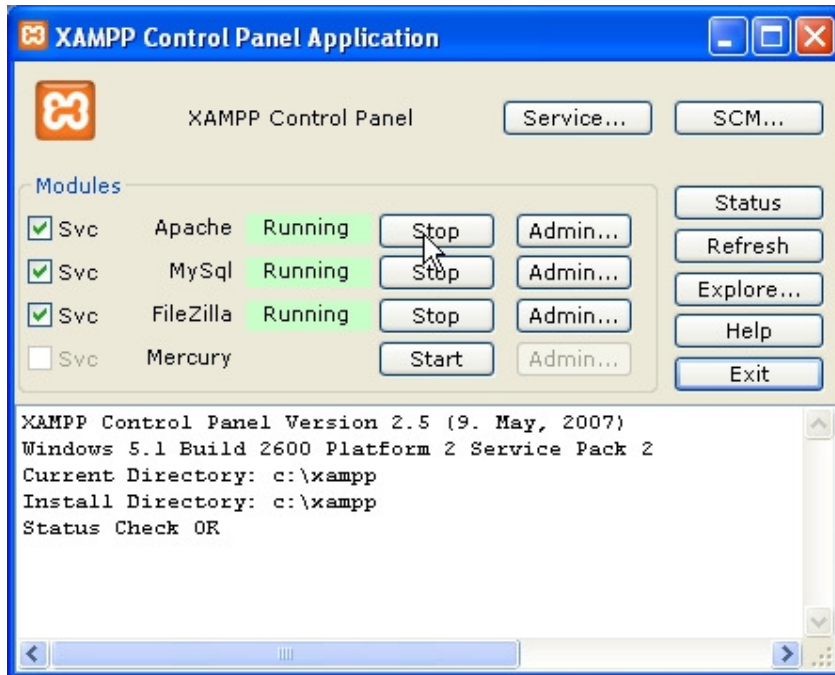 XAMPP Control Panel Application
XAMPP Control Panel Service... SCM...
Modules
Svc Apache Running Stop Admin...
Svc MySql Running Stop Admin...
Svc FileZilla Running Stop Admin...
Svc Mercury Start Admin...
Status
Refresh
Explore...
Help
Exit
XAMPP Control Panel Version 2.5 (9. May, 2007)
Windows 5.1 Build 2600 Platform 2 Service Pack 2
Current Directory: c:\xampp
Install Directory: c:\xampp
Status Check OK